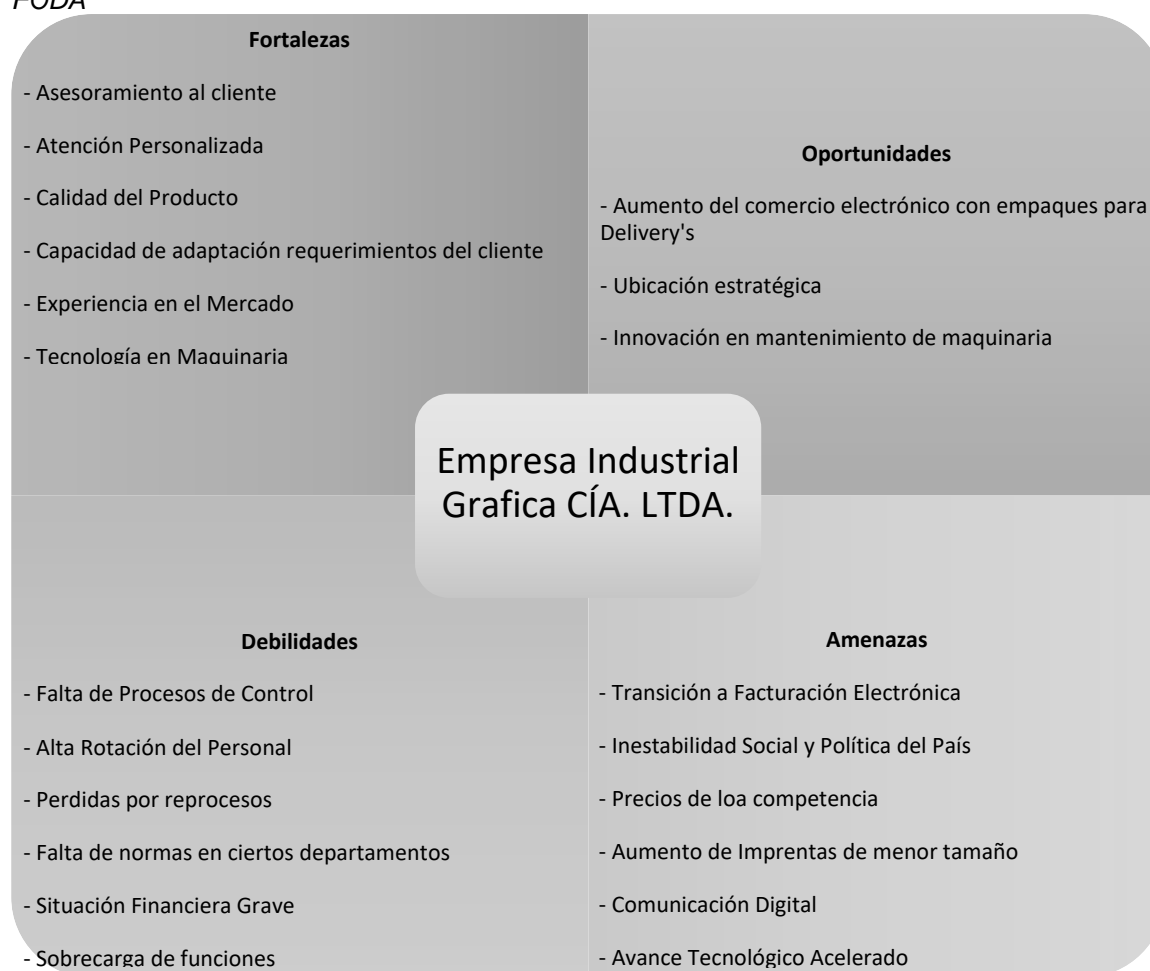 FODA
Fortalezas
- Asesoramiento al cliente
- Atención Personalizada
- Calidad del Producto
- Capacidad de adaptación requerimientos del cliente
- Experiencia en el Mercado
- Tecnología en Maquinaria
Oportunidades
- Aumento del comercio electrónico con empaques para
Delivery's
- Ubicación estratégica
- Innovación en mantenimiento de maquinaria
Empresa Industrial
Grafica CÍA. LTDA.
Debilidades
- Falta de Procesos de Control
- Alta Rotación del Personal
- Perdidas por reprocesos
- Falta de normas en ciertos departamentos
- Situación Financiera Grave
- Sobrecarga de funciones
Amenazas
- Transición a Facturación Electrónica
- Inestabilidad Social y Política del País
- Precios de loa competencia
- Aumento de Imprentas de menor tamaño
- Comunicación Digital
- Avance Tecnológico Acelerado